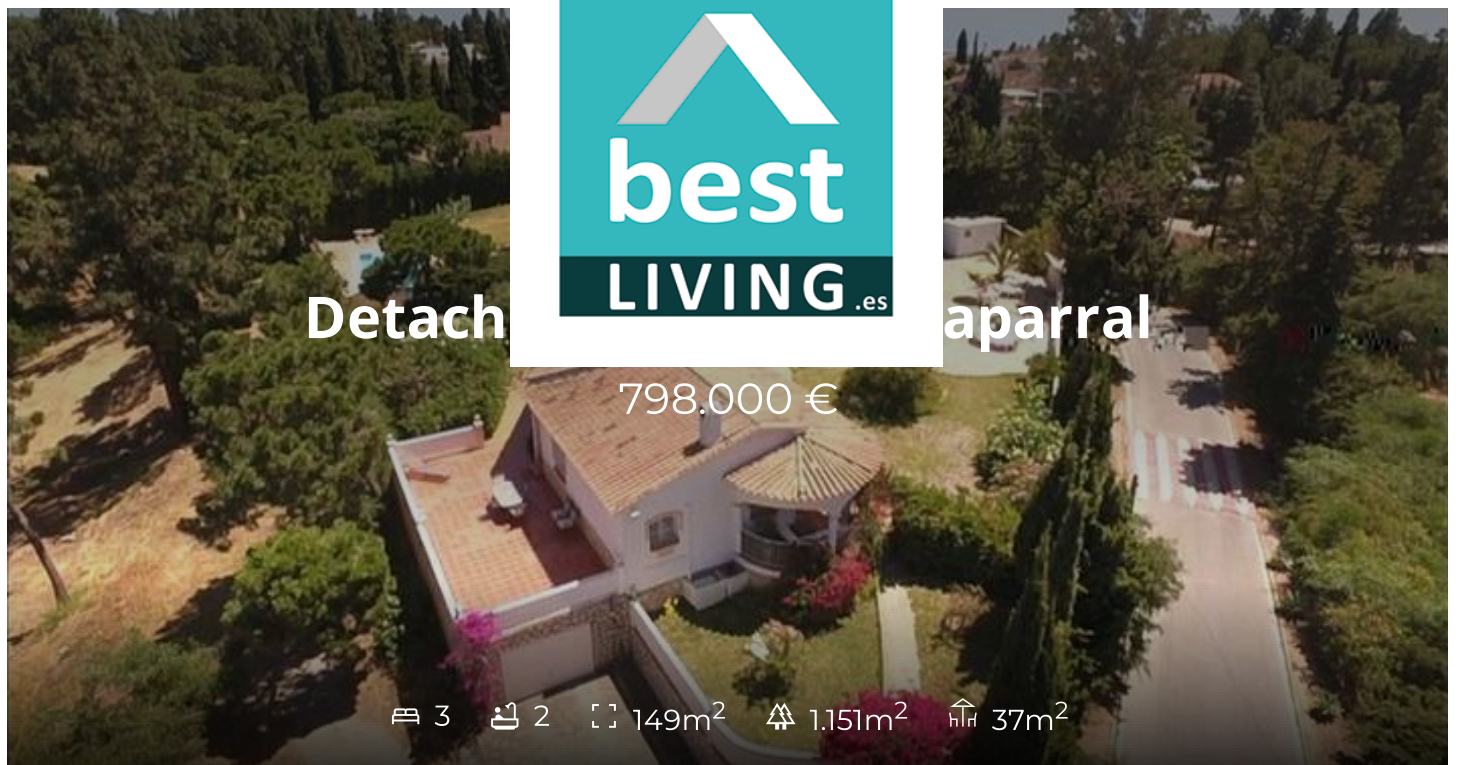 best
LIVING.es
Detach aparral
798.000 €
3 2 149m² 1.151m² 37m²